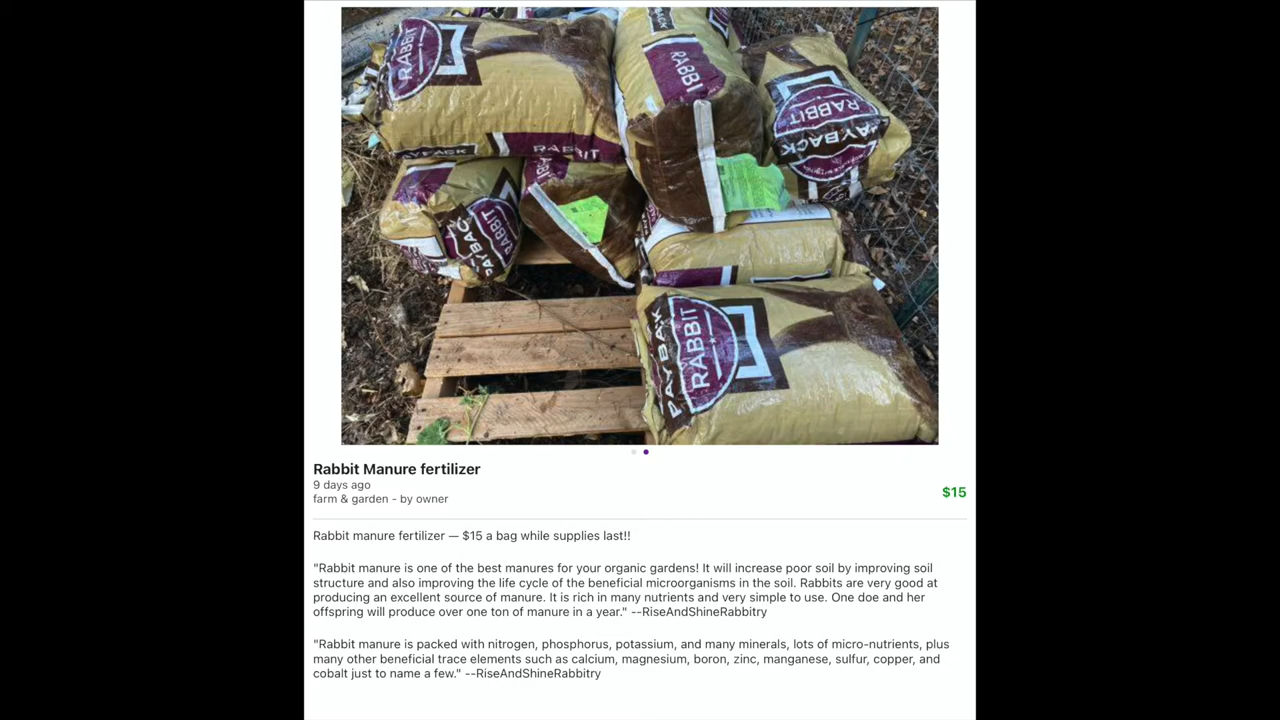 RABBIT
RABBIT
RABBIT
PAYBACK
PAYBACK
RABBIT
PAYBACK
RABBIT
PAYBACK
RABBIT
Rabbit Manure fertilizer
9 days ago
farm & garden - by owner
$15
Rabbit manure fertilizer — $15 a bag while supplies last!!
"Rabbit manure is one of the best manures for your organic gardens! It will increase poor soil by improving soil
structure and also improving the life cycle of the beneficial microorganisms in the soil. Rabbits are very good at
producing an excellent source of manure. It is rich in many nutrients and very simple to use. One doe and her
offspring will produce over one ton of manure in a year." --RiseAndShineRabbitry
"Rabbit manure is packed with nitrogen, phosphorus, potassium, and many minerals, lots of micro-nutrients, plus
many other beneficial trace elements such as calcium, magnesium, boron, zinc, manganese, sulfur, copper, and
cobalt just to name a few." --RiseAndShineRabbitry